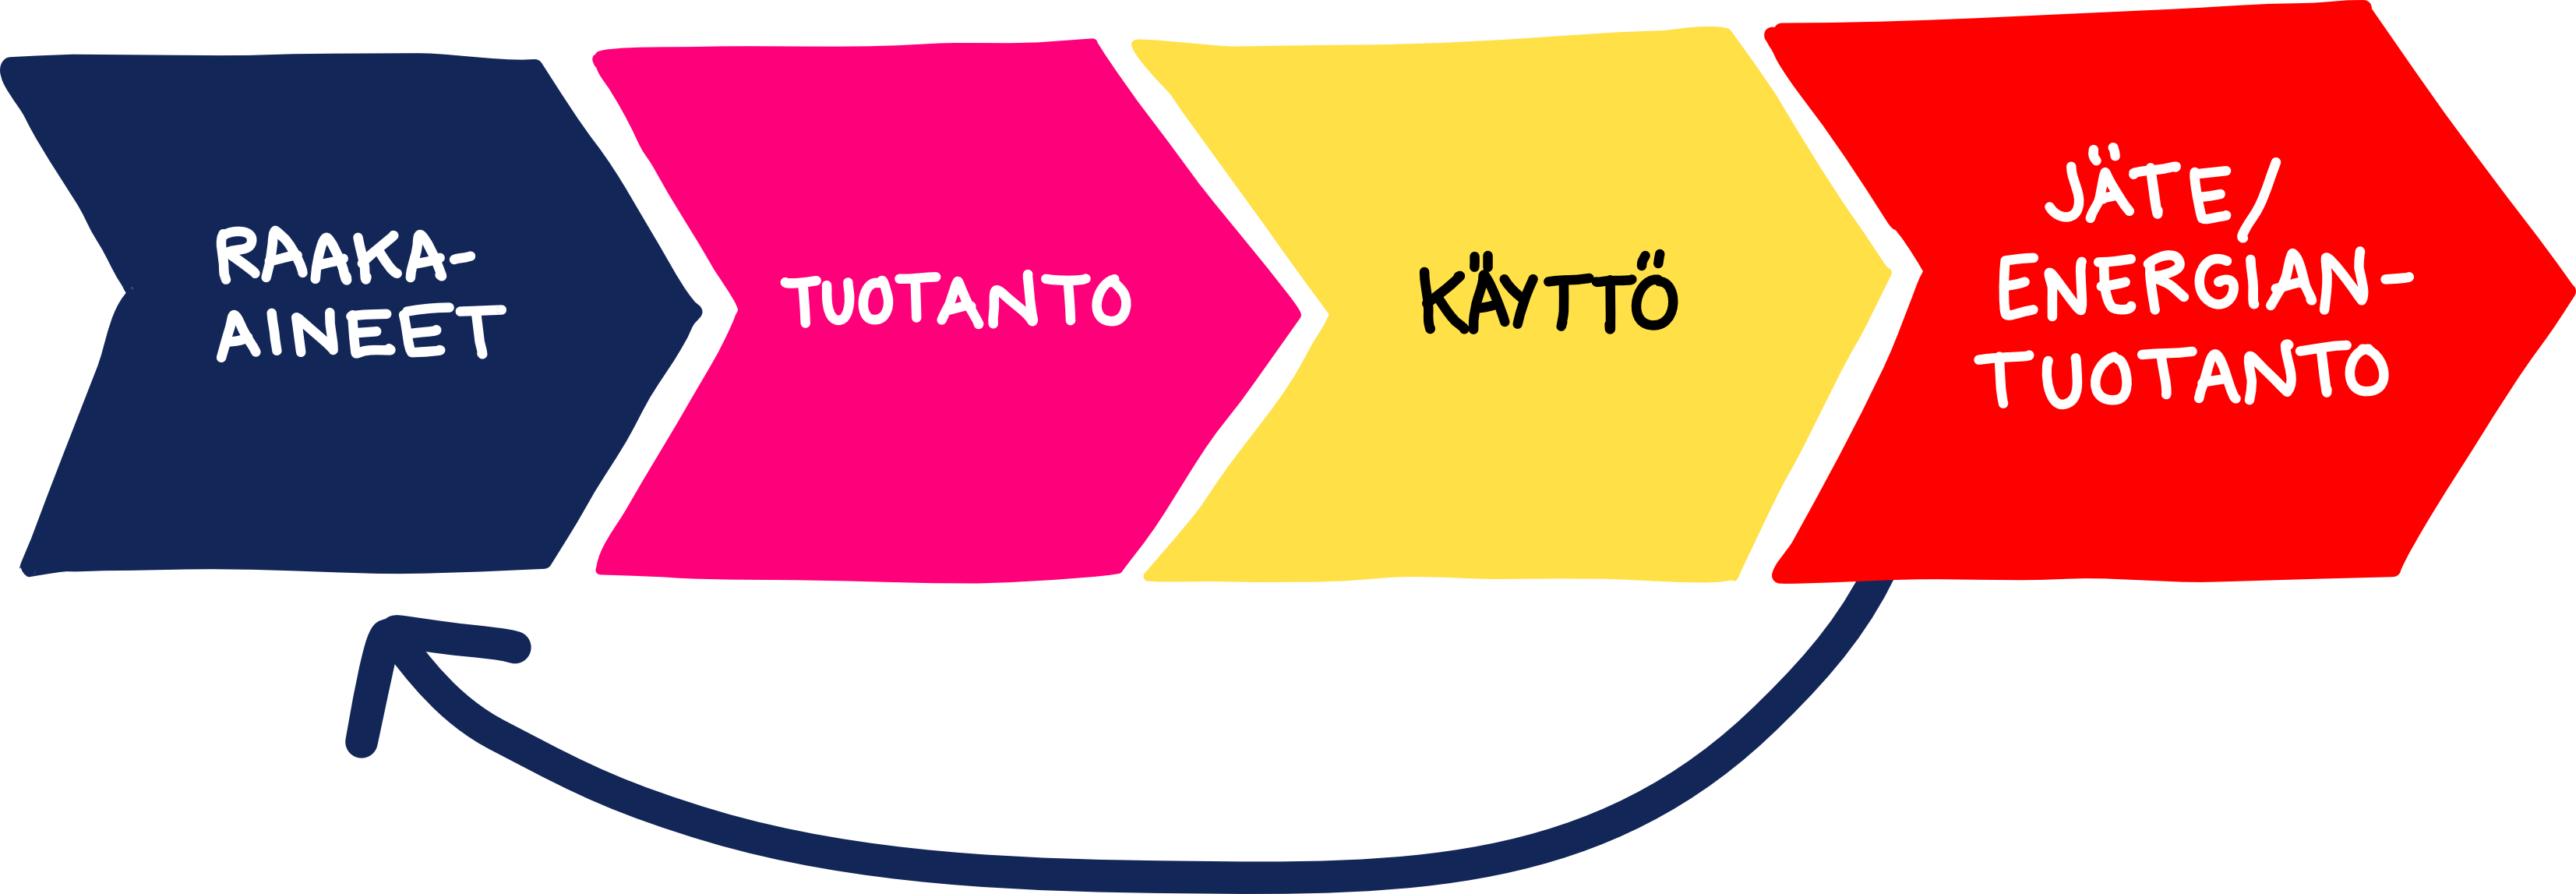 RAAKA-
AINEET
TUOTANTO
KÄYTTÖ
JÄTE/
ENERGIAN-
TUOTANTO